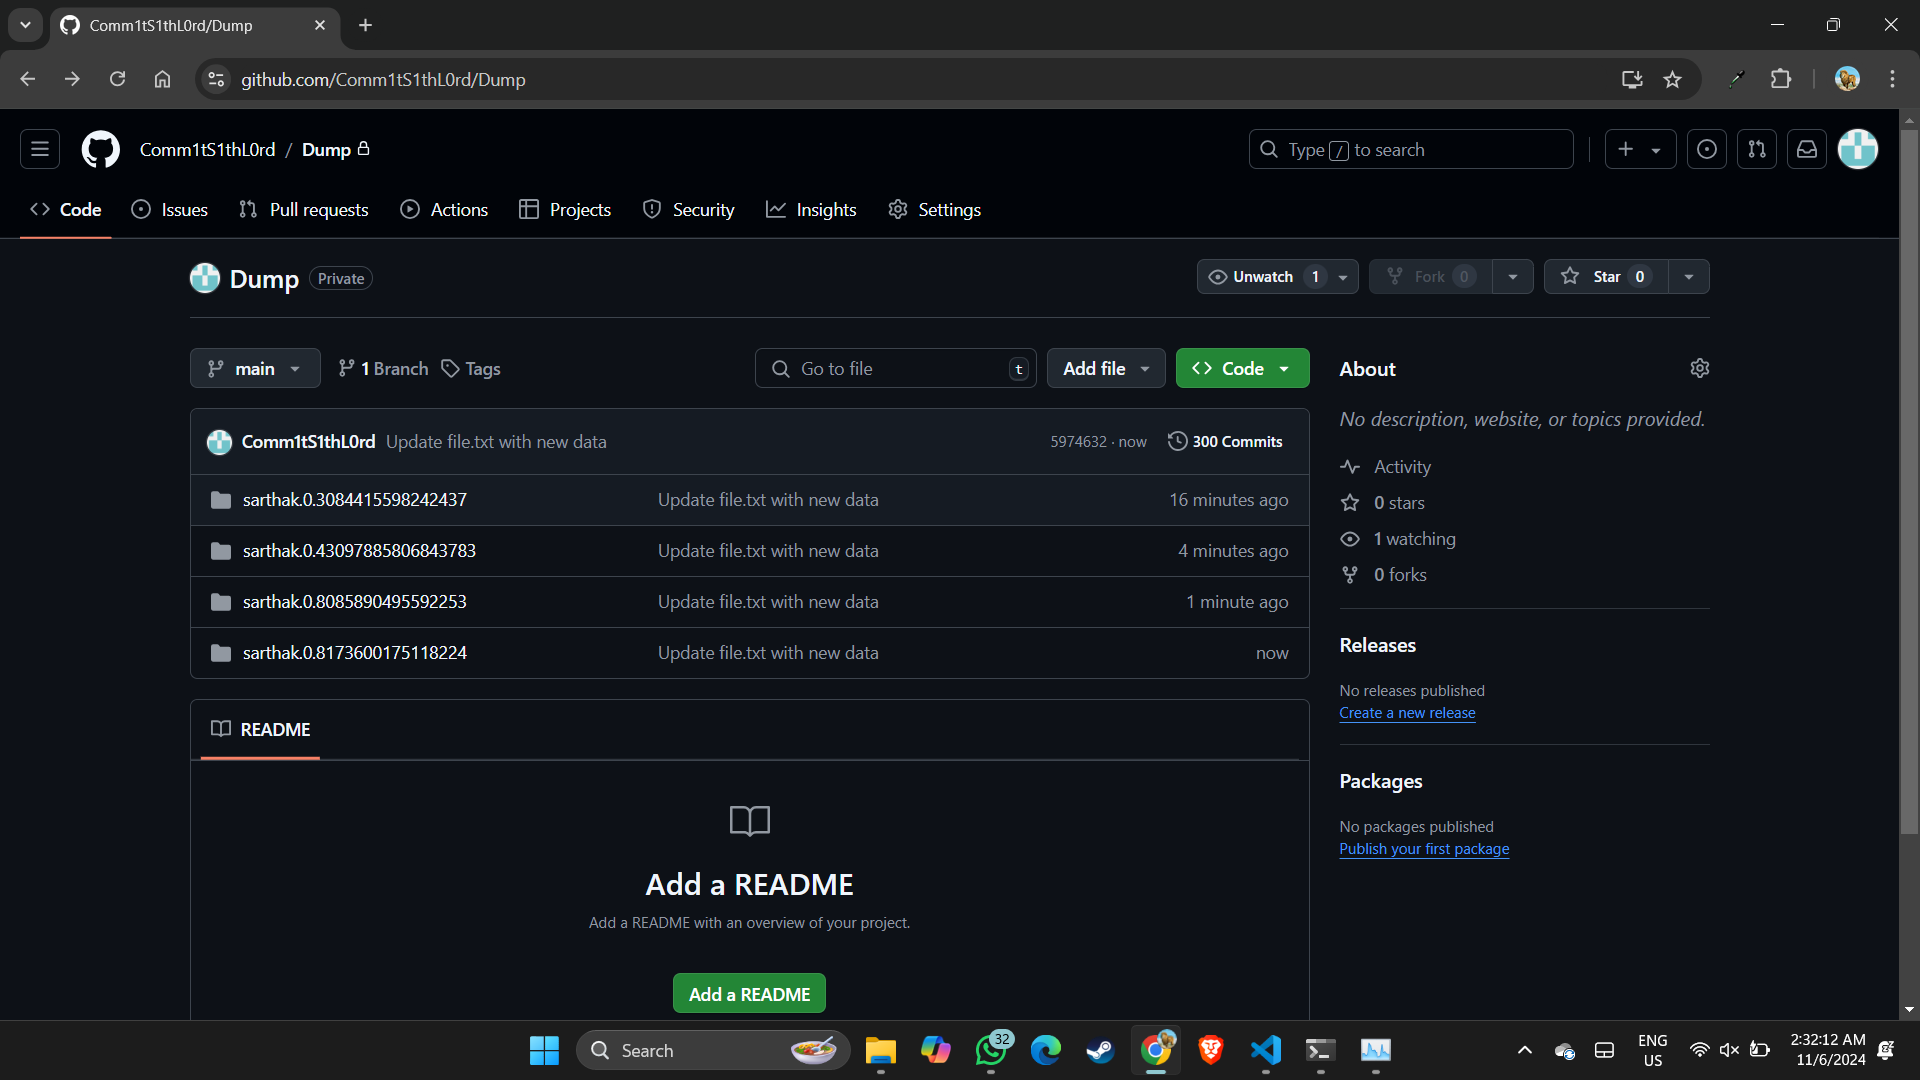 Comm1tS1thL0rd/Dump
github.com/Comm1tS1thL0rd/Dump
Comm1tS1thL0rd / Dump
Type / to search
Code Issues Pull requests Actions Projects Security Insights Settings
Dump Private
Unwatch 1 Fork 0 Star 0
main 1 Branch Tags
Go to file t Add file Code
Comm1tS1thL0rd Update file.txt with new data 5974632 · now 300 Commits
sarthak.0.3084415598242437 Update file.txt with new data 16 minutes ago
sarthak.0.43097885806843783 Update file.txt with new data 4 minutes ago
sarthak.0.8085890495592253 Update file.txt with new data 1 minute ago
sarthak.0.8173600175118224 Update file.txt with new data now
README
Add a README
Add a README with an overview of your project.
Add a README
About
No description, website, or topics provided.
Activity
0 stars
1 watching
0 forks
Releases
No releases published
Create a new release
Packages
No packages published
Publish your first package
Search
32
ENG
US
2:32:12 AM
11/6/2024